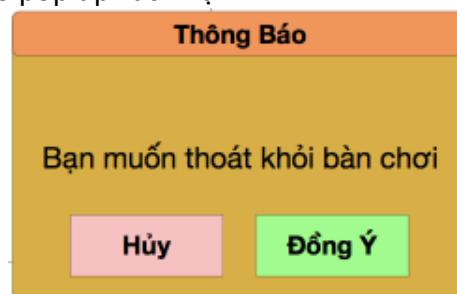 Thông Báo
Bạn muốn thoát khỏi bàn chơi
Hủy
Đồng Ý